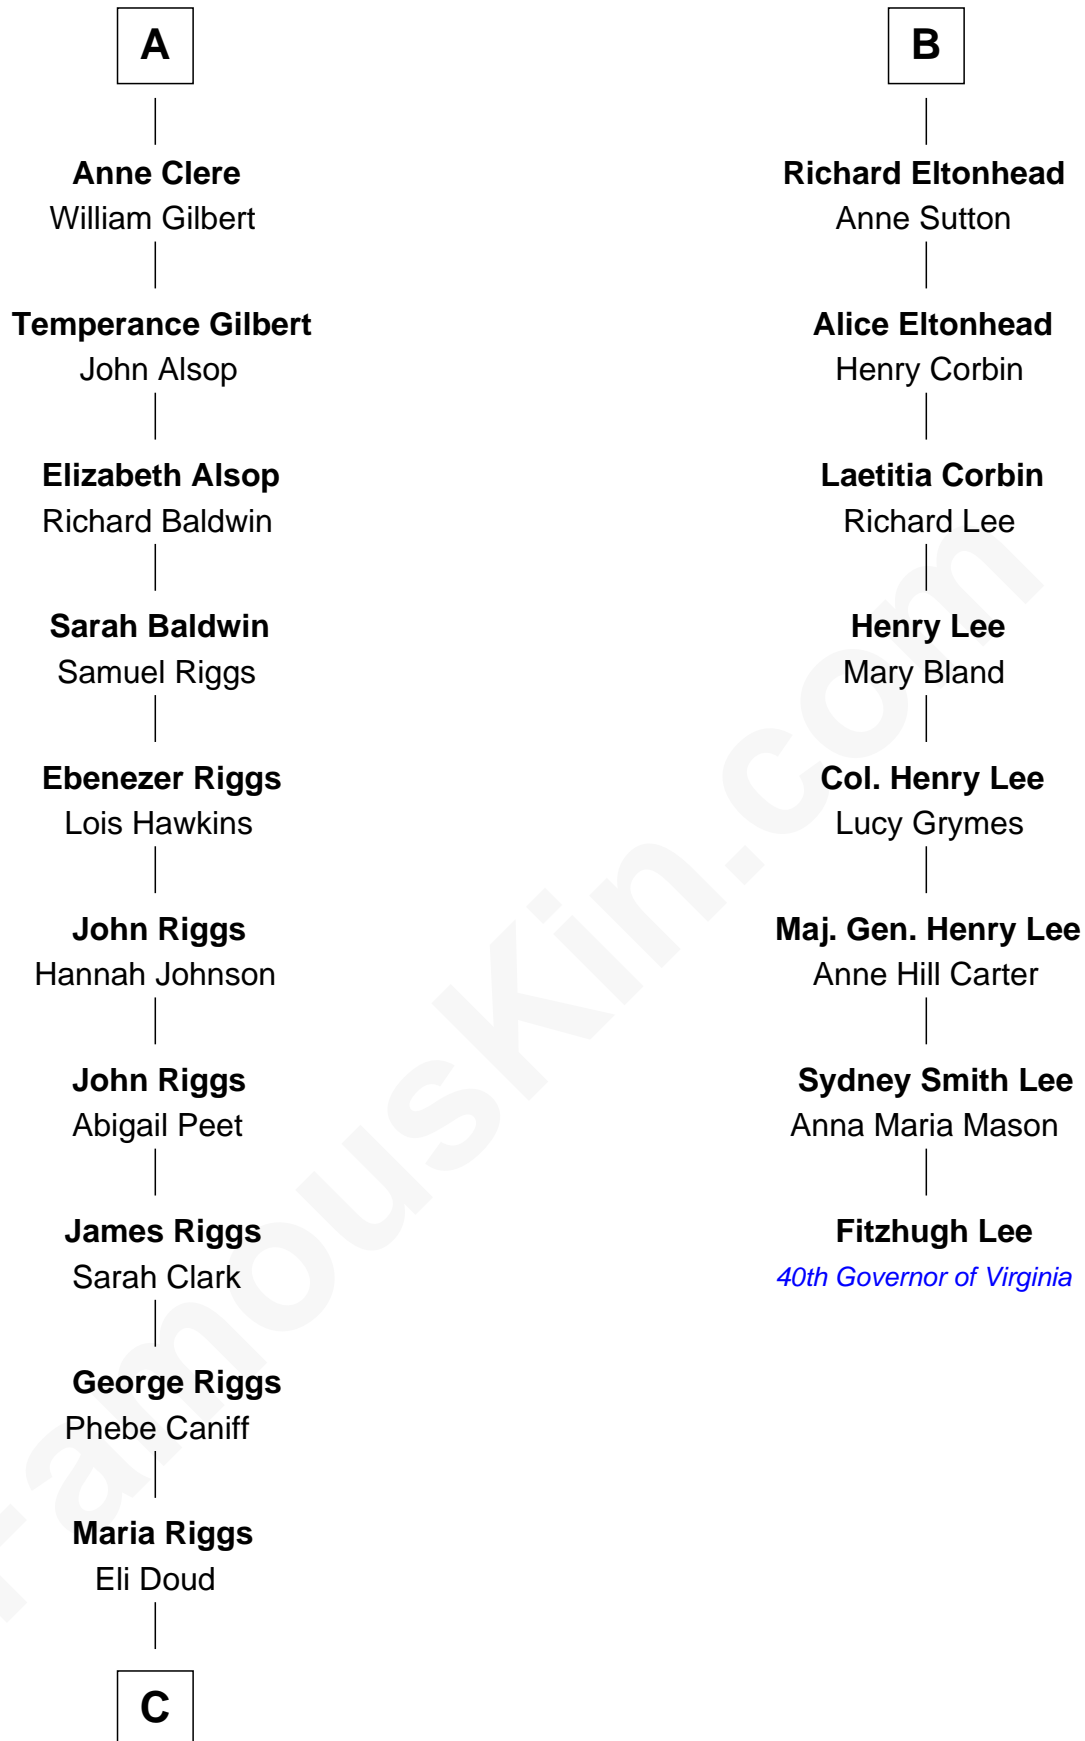 A
Anne Clere
William Gilbert
Temperance Gilbert
John Alsop
Elizabeth Alsop
Richard Baldwin
Sarah Baldwin
Samuel Riggs
Ebenezer Riggs
Lois Hawkins
John Riggs
Hannah Johnson
John Riggs
Abigail Peet
James Riggs
Sarah Clark
George Riggs
Phebe Caniff
Maria Riggs
Eli Doud
C
B
Richard Eltonhead
Anne Sutton
Alice Eltonhead
Henry Corbin
Laetitia Corbin
Richard Lee
Henry Lee
Mary Bland
Col. Henry Lee
Lucy Grymes
Maj. Gen. Henry Lee
Anne Hill Carter
Sydney Smith Lee
Anna Maria Mason
Fitzhugh Lee
40th Governor of Virginia
FamousKin.com